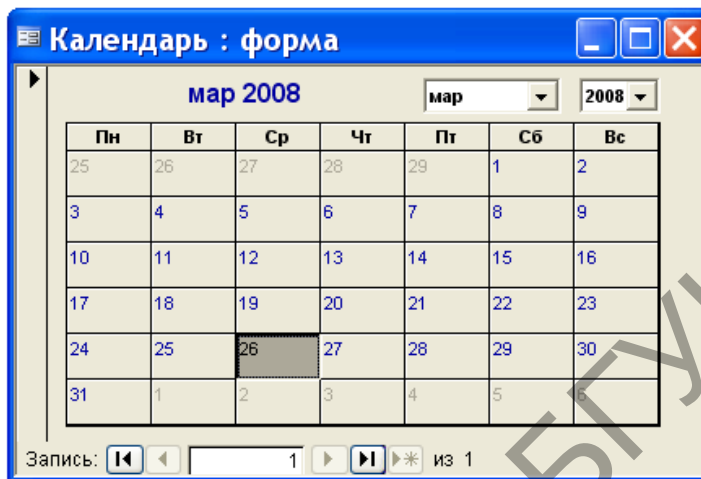 Календарь : форма
мар 2008 мар 2008
Пн Вт Ср Чт Пт Сб Вс
25 26 27 28 29 1 2
3 4 5 6 7 8 9
10 11 12 13 14 15 16
17 18 19 20 21 22 23
24 25 26 27 28 29 30
31 1 2 3 4 5 6
Запись: 1 из 1